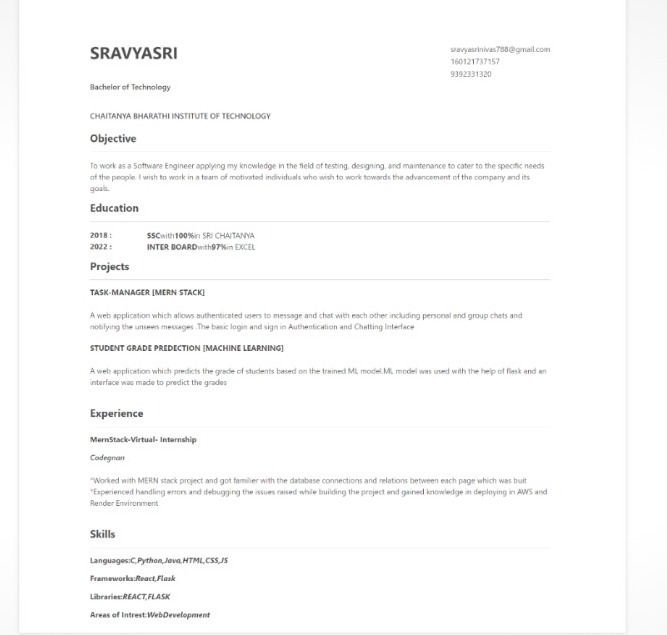 SRAVYASRI
sravyasrinivas788@gmail.com
160121737157
9392331320
Bachelor of Technology
CHAITANYA BHARATHI INSTITUTE OF TECHNOLOGY
Objective
To work as a Software Engineer applying my knowledge in the field of testing, designing, and maintenance to cater to the specific needs
of the people. I wish to work in a team of motivated individuals who wish to work towards the advancement of the company and its
goals.
Education
2018 : SSCwith100%in SRI CHAITANYA
2022 : INTER BOARDwith97%in EXCEL
Projects
TASK-MANAGER [MERN STACK]
A web application which allows authenticated users to message and chat with each other including personal and group chats and
notifying the unseen messages .The basic login and sign in Authentication and Chatting Interface
STUDENT GRADE PREDECTION [MACHINE LEARNING]
A web application which predicts the grade of students based on the trained ML model.ML model was used with the help of flask and an
interface was made to predict the grades
Experience
MernStack-Virtual- Internship
Codegnan
*Worked with MERN stack project and got familier with the database connections and relations between each page which was buit
*Experienced handling errors and debugging the issues raised while building the project and gained knowledge in deploying in AWS and
Render Environment
Skills
Languages:C,Python,Java,HTML,CSS,JS
Frameworks:React,Flask
Libraries:REACT,FLASK
Areas of Intrest:WebDevelopment